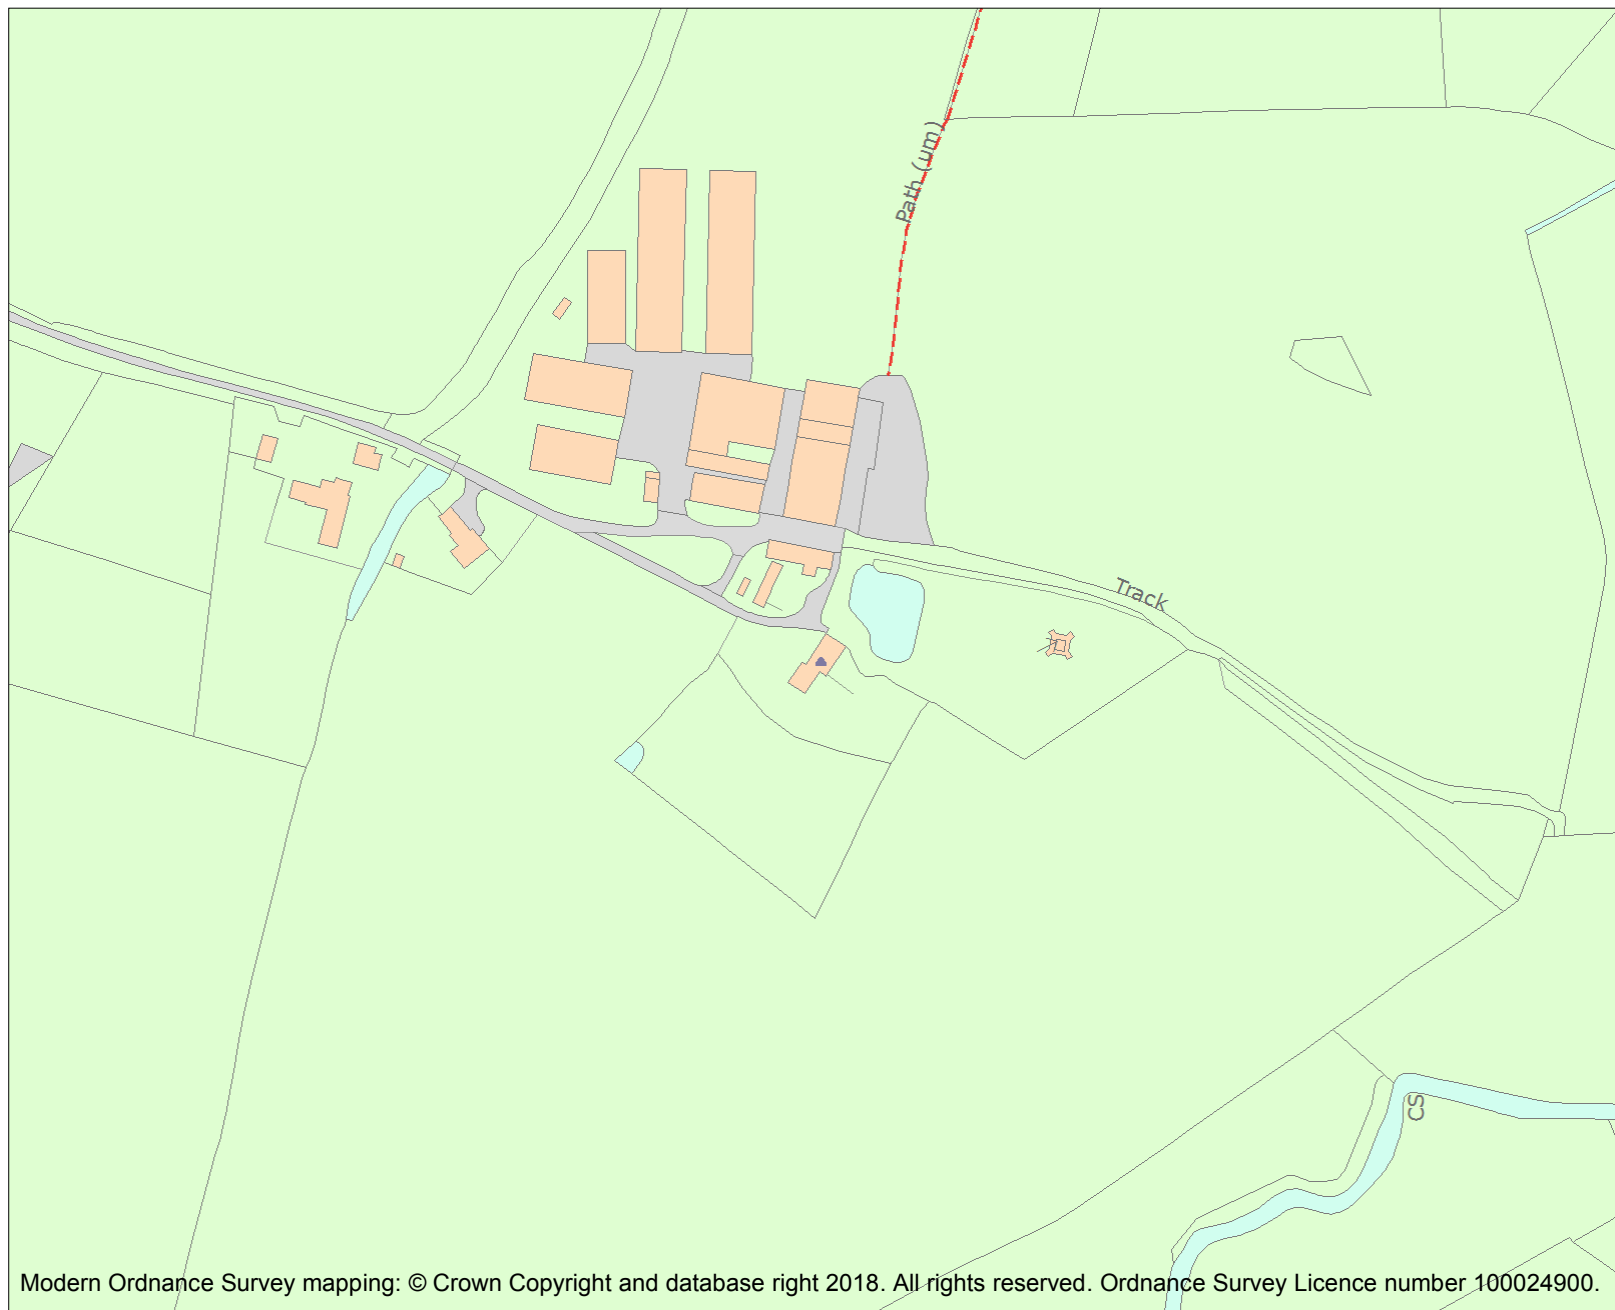 Path (um)
Track
CS
Modern Ordnance Survey mapping: © Crown Copyright and database right 2018. All rights reserved. Ordnance Survey Licence number 100024900.